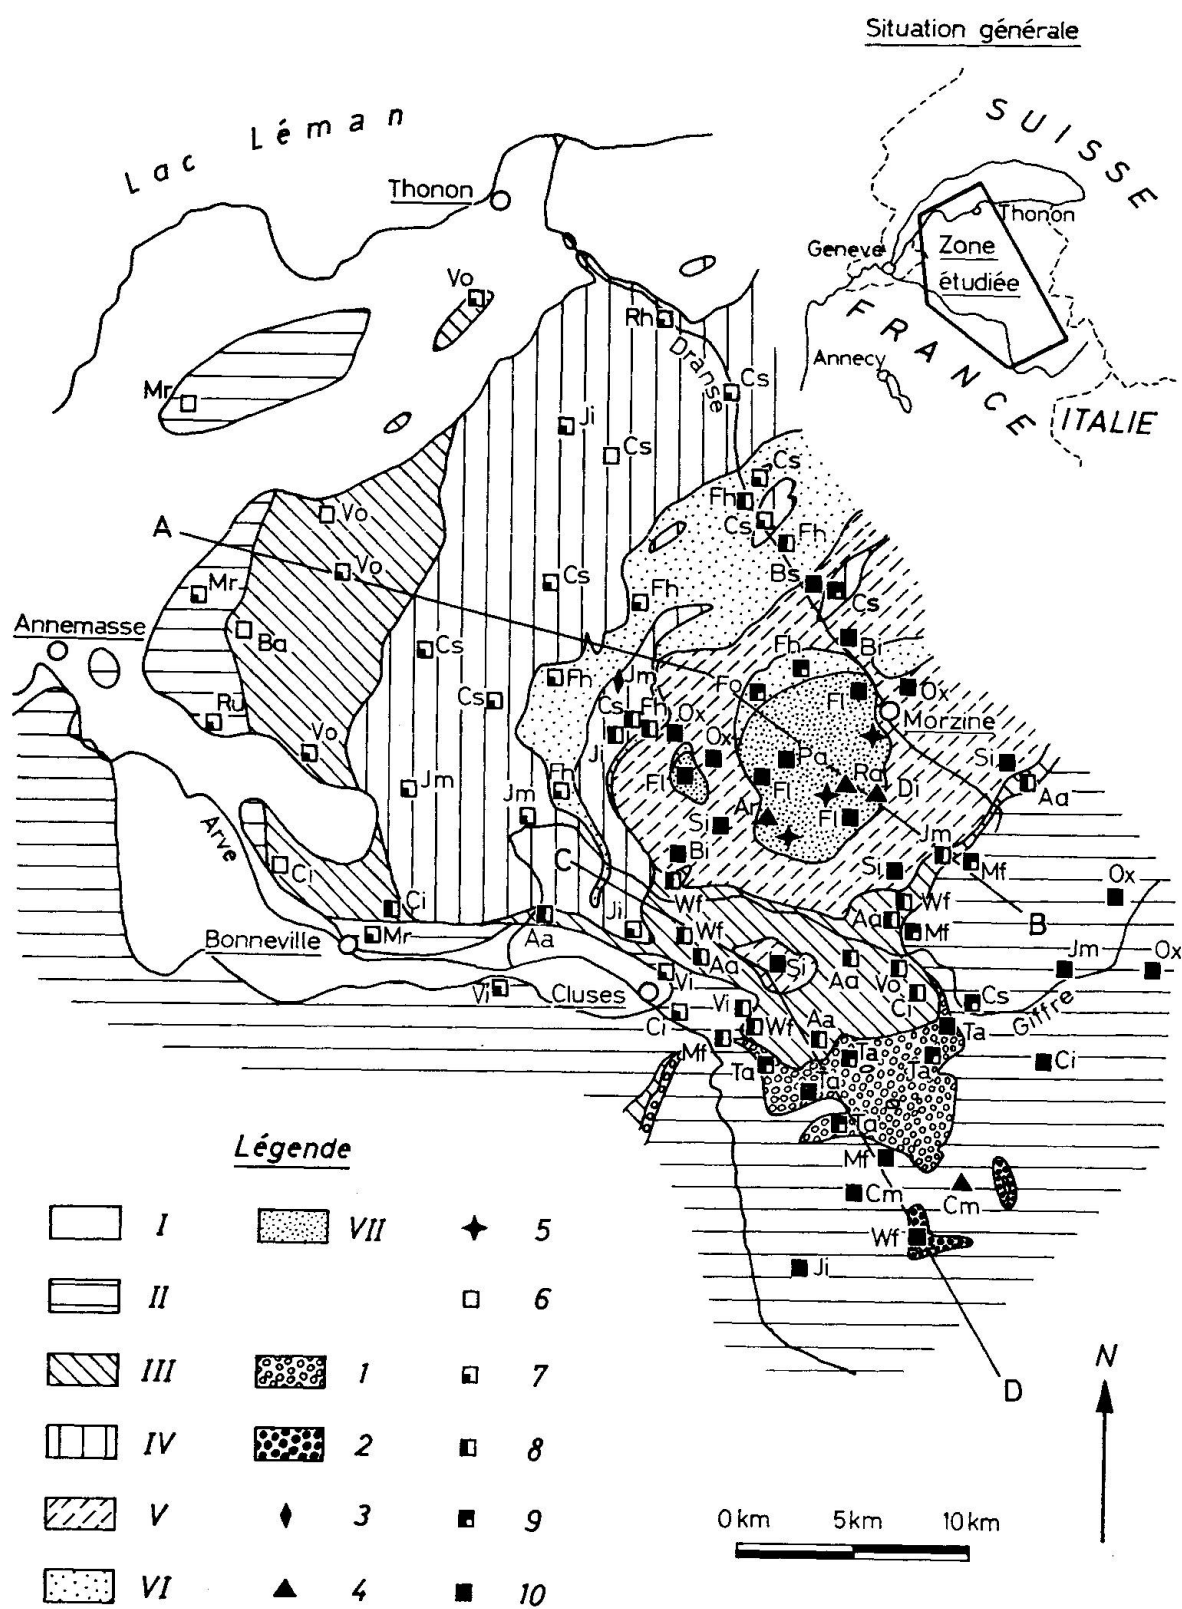 Situation générale
SUISSE
Thonon
Geneve
Zone
étudiée
FRANCE
Annecy
ITALIE
Lac Léman
Thonon
Vo
Rh
Dranse
Mr
Cs
Ji
Cs
Cs
Fh
Cs
Fh
A
Vo
Vo
Bs
Cs
Mr
Cs
Fh
Annemasse
Ba
Cs
Bi
Fh
Fh
Jm
Fo
Fl
Ox
Ru
Cs
Cs
Fh
Ox
Morzine
Vo
Ji
Ox
Pa
Si
Jm
Fh
Fl
Fl
Ra
Di
Aa
Jm
Ar
Fl
Arve
Si
Jm
C
Bi
Si
Mf
Ox
Ci
Ci
Wf
Wf
Aa
Mf
B
Bonneville
Mr
Aa
Ji
Wf
Aa
Si
Aa
Vo
Jm
Ox
Vi
Cluses
Vi
Vi
Ci
Cs
Giffre
Ci
Wf
Aa
Ta
Mf
Ta
Ta
Ta
Ci
Ta
Ta
Mf
Cm
Cm
Wf
Ji
D
Légende
I
VII
5
II
6
III
1
7
IV
2
8
V
3
9
VI
4
10
N
0 km
5km
10 km